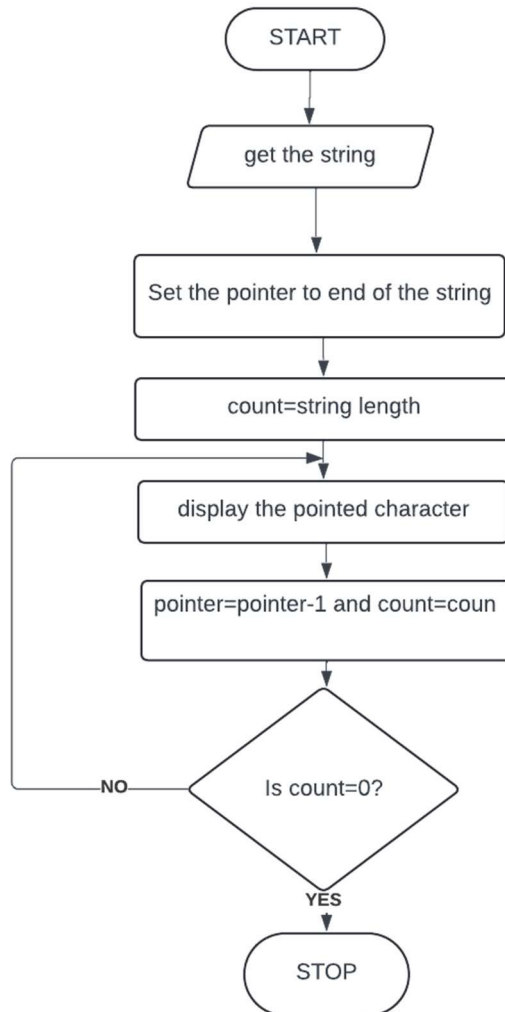 START
get the string
Set the pointer to end of the string
count=string length
display the pointed character
pointer=pointer-1 and count=coun
Is count=0?
NO
YES
STOP